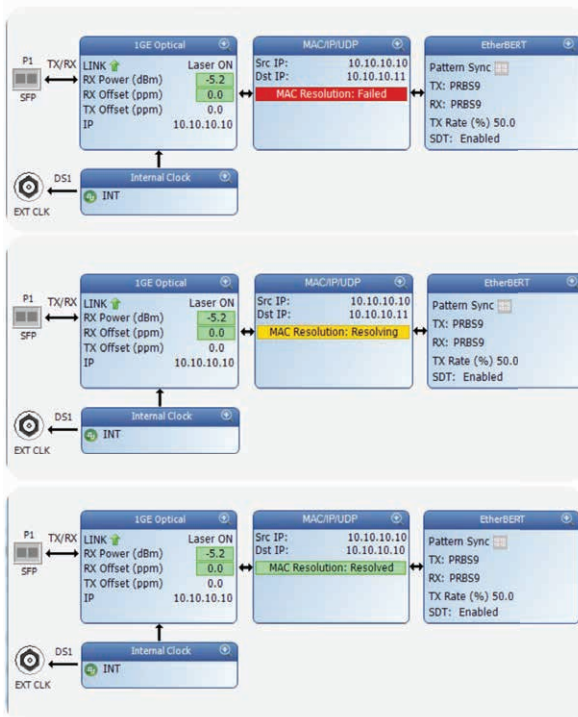 1GE Optical
MAC/IP/UDP
EtherBERT
P1
TX/RX
SFP
LINK
Laser ON
RX Power (dBm)
-5.2
RX Offset (ppm)
0.0
TX Offset (ppm)
0.0
IP
10.10.10.10
Src IP:
10.10.10.10
Dst IP:
10.10.10.11
MAC Resolution: Failed
Pattern Sync
TX: PRBS9
RX: PRBS9
TX Rate (%) 50.0
SDT: Enabled
DS1
EXT CLK
Internal Clock
INT
1GE Optical
MAC/IP/UDP
EtherBERT
P1
TX/RX
SFP
LINK
Laser ON
RX Power (dBm)
-5.2
RX Offset (ppm)
0.0
TX Offset (ppm)
0.0
IP
10.10.10.10
Src IP:
10.10.10.10
Dst IP:
10.10.10.11
MAC Resolution: Resolving
Pattern Sync
TX: PRBS9
RX: PRBS9
TX Rate (%) 50.0
SDT: Enabled
DS1
EXT CLK
Internal Clock
INT
1GE Optical
MAC/IP/UDP
EtherBERT
P1
TX/RX
SFP
LINK
Laser ON
RX Power (dBm)
-5.2
RX Offset (ppm)
0.0
TX Offset (ppm)
0.0
IP
10.10.10.10
Src IP:
10.10.10.10
Dst IP:
10.10.10.10
MAC Resolution: Resolved
Pattern Sync
TX: PRBS9
RX: PRBS9
TX Rate (%) 50.0
SDT: Enabled
DS1
EXT CLK
Internal Clock
INT